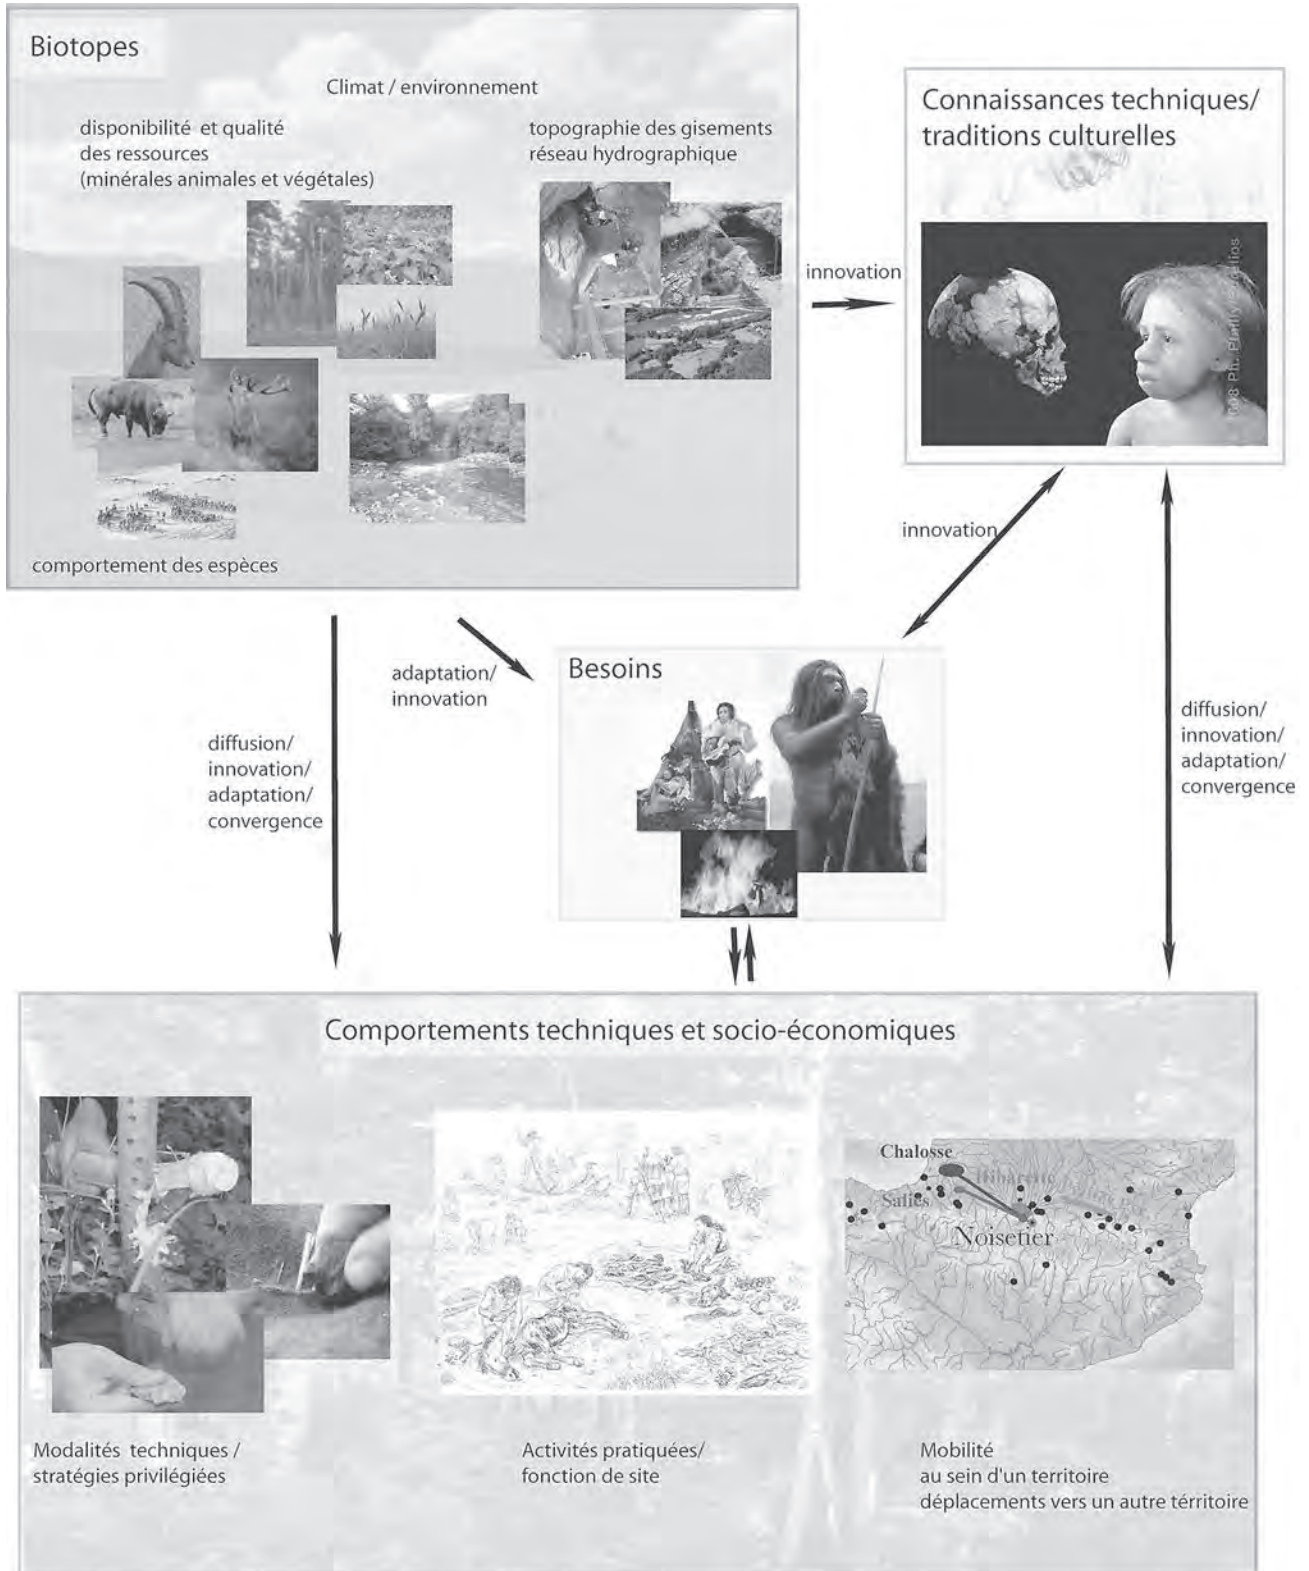 Biotopes
Climat / environnement
disponibilité et qualité
des ressources
(minérales animales et végétales)
topographie des gisements
réseau hydrographique
comportement des espèces
innovation
Connaissances techniques/
traditions culturelles
innovation
adaptation/
innovation
Besoins
diffusion/
innovation/
adaptation/
convergence
diffusion/
innovation/
adaptation/
convergence
Comportements techniques et socio-économiques
Chalosse
Hibarette
Salies
Noisetier
Modalités techniques /
stratégies privilégiées
Activités pratiquées/
fonction de site
Mobilité
au sein d'un territoire
déplacements vers un autre térritoire